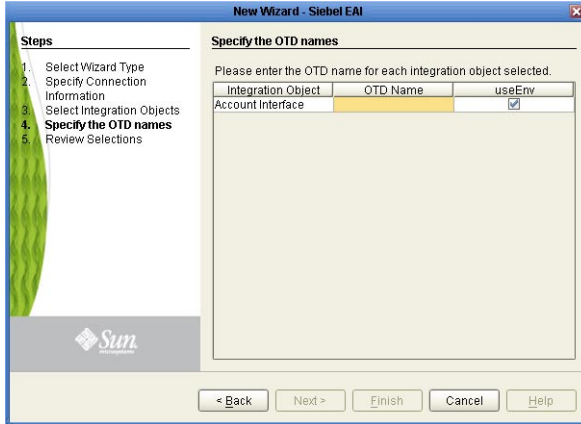 New Wizard - Siebel EAI
Steps
1. Select Wizard Type
2. Specify Connection
Information
3. Select Integration Objects
4. Specify the OTD names
5. Review Selections
Sun
microsystems
Specify the OTD names
Please enter the OTD name for each integration object selected.
Integration Object OTD Name useEnv
Account Interface
< Back Next > Finish Cancel Help